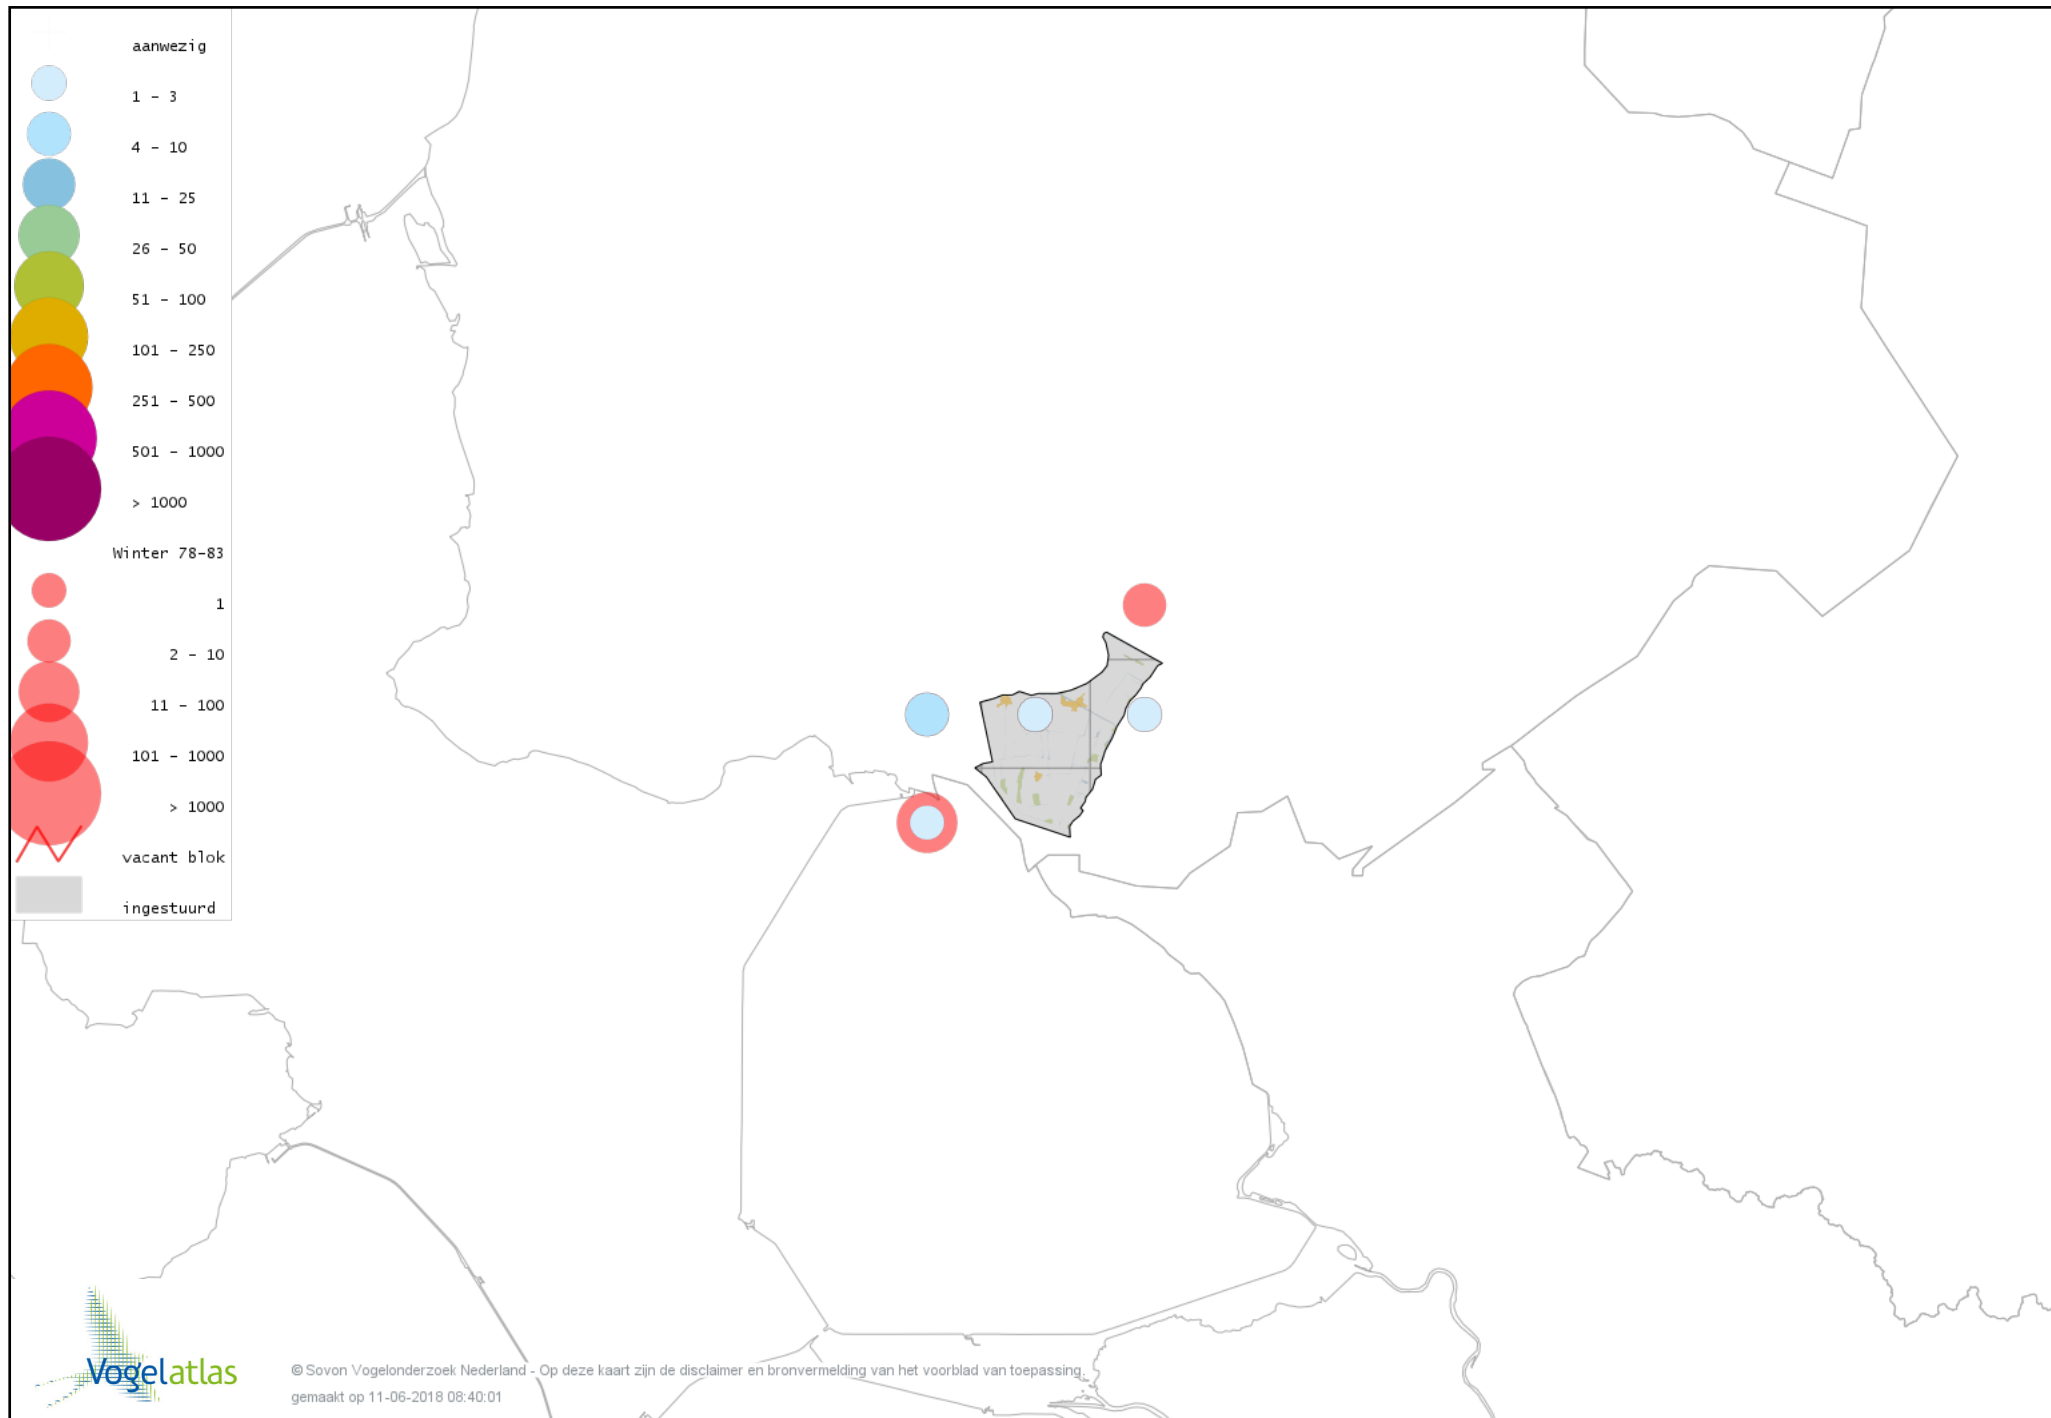 aanwezig
1 - 3
4 - 10
11 - 25
26 - 50
51 - 100
101 - 250
251 - 500
501 - 1000
> 1000
Winter 78-83
1
2 - 10
11 - 100
101 - 1000
> 1000
vacant blok
ingestuurd
Vogelatlas
© Sovon Vogelonderzoek Nederland - Op deze kaart zijn de disclaimer en bronvermelding van het voorblad van toepassing.
gemaakt op 11-06-2018 08:40:01